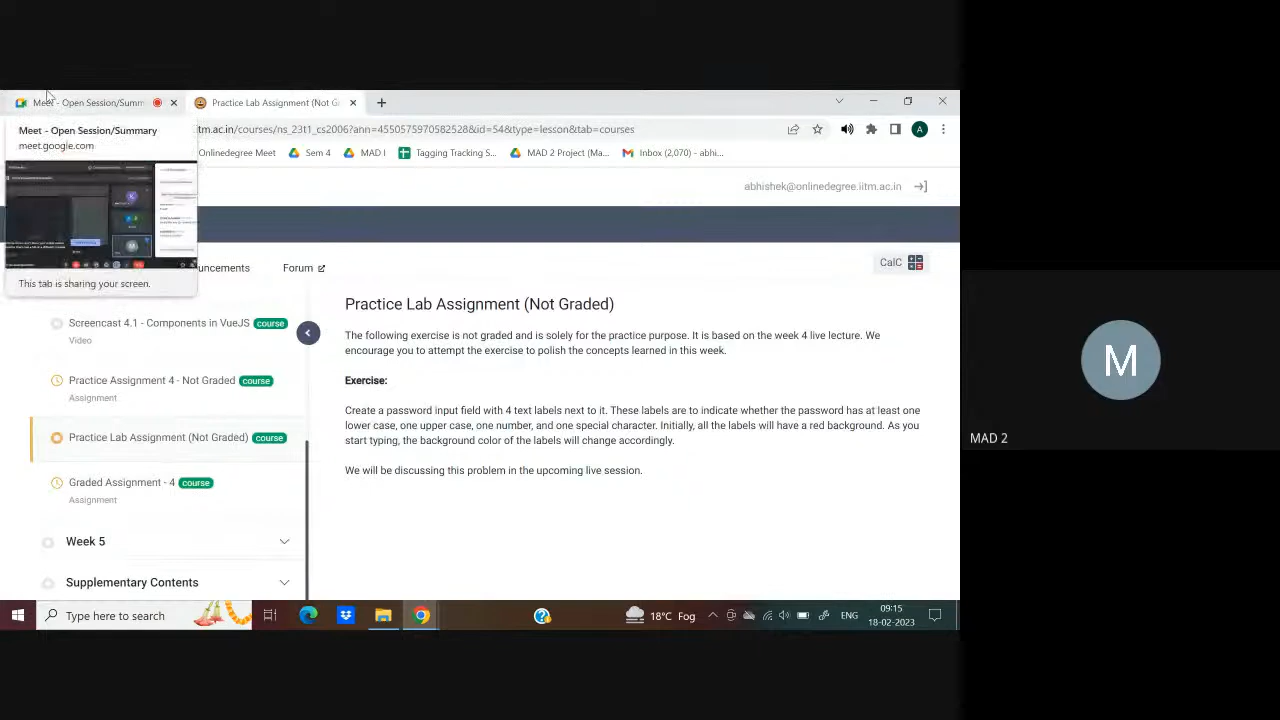 Meet - Open Session/Summ
Practice Lab Assignment (Not G
Meet - Open Session/Summary
meet.google.com
itm.ac.in/courses/ns_23t1_cs2006?ann=4550575970582528&id=54&type=lesson&tab=courses
A
Onlinedegree Meet
Sem 4
MAD I
Tagging Tracking S...
MAD 2 Project (Ma...
Inbox (2,070) - abhi...
abhishek@onlinedegree.iitm.ac.in
This tab is sharing your screen.
uncements
Forum
CalC
Screencast 4.1 - Components in VueJS course
Video
Practice Assignment 4 - Not Graded course
Assignment
Practice Lab Assignment (Not Graded) course
Graded Assignment - 4 course
Assignment
Week 5
Supplementary Contents
Practice Lab Assignment (Not Graded)
The following exercise is not graded and is solely for the practice purpose. It is based on the week 4 live lecture. We
encourage you to attempt the exercise to polish the concepts learned in this week.
Exercise:
Create a password input field with 4 text labels next to it. These labels are to indicate whether the password has at least one
lower case, one upper case, one number, and one special character. Initially, all the labels will have a red background. As you
start typing, the background color of the labels will change accordingly.
We will be discussing this problem in the upcoming live session.
Type here to search
18°C Fog
ENG
09:15
18-02-2023
M
MAD 2